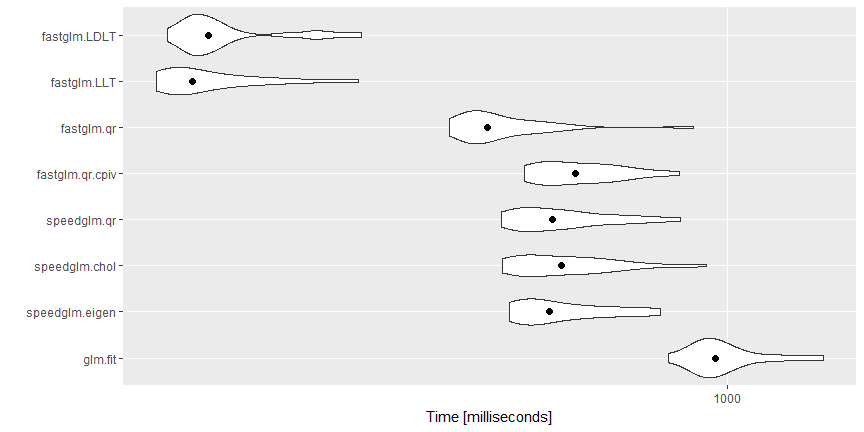 fastglm.LDLT
fastglm.LLT
fastglm.qr
fastglm.qr.cpiv
speedglm.qr
speedglm.chol
speedglm.eigen
glm.fit
1000
Time [milliseconds]